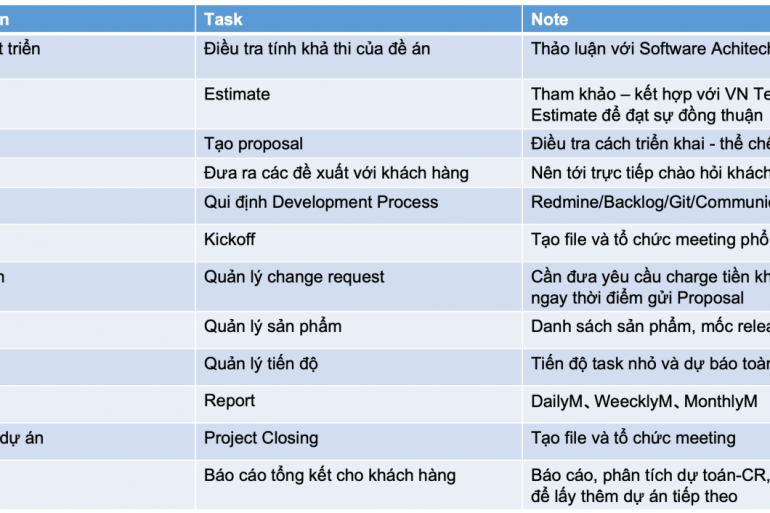 n Task Note
t triển Điều tra tính khả thi của đề án Thảo luận với Software Achitec
Estimate Tham khảo – kết hợp với VN Te
Estimate để đạt sự đồng thuận
Tạo proposal Điều tra cách triển khai - thể chế
Đưa ra các đề xuất với khách hàng Nên tới trực tiếp chào hỏi khách
Qui định Development Process Redmine/Backlog/Git/Communic
Kickoff Tạo file và tổ chức meeting phổ
n Quản lý change request Cần đưa yêu cầu charge tiền kh
ngay thời điểm gửi Proposal
Quản lý sản phẩm Danh sách sản phẩm, mốc relea
Quản lý tiến độ Tiến độ task nhỏ và dự báo toàn
Report DailyM、WeecklyM、MonthlyM
dự án Project Closing Tạo file và tổ chức meeting
Báo cáo tổng kết cho khách hàng Báo cáo, phân tích dự toán-CR,
để lấy thêm dự án tiếp theo